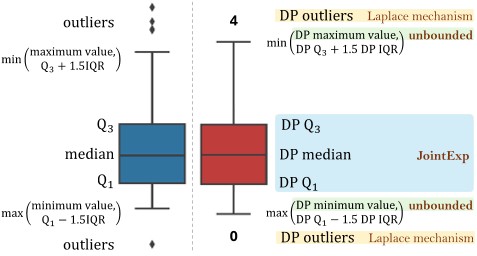 outliers
min(maximum value,
Q₃ + 1.5IQR)
Q₃
median
Q₁
max(minimum value,
Q₁ − 1.5IQR)
outliers
4
DP outliers Laplace mechanism
min(DP maximum value, unbounded
DP Q₃ + 1.5 DP IQR)
DP Q₃
DP median JointExp
DP Q₁
max(DP minimum value, unbounded
DP Q₁ − 1.5 DP IQR)
0
DP outliers Laplace mechanism